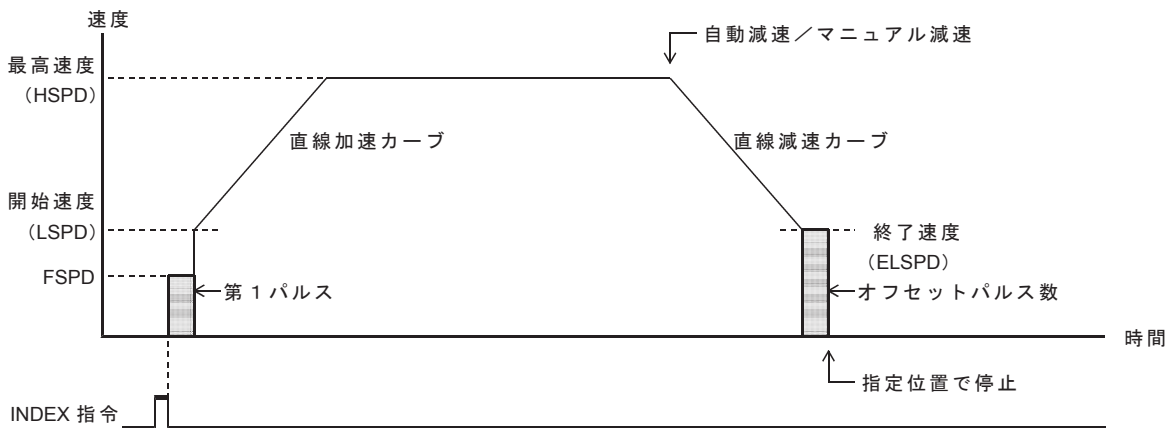 速度
自動減速／マニュアル減速
最高速度
（HSPD）
直線加速カーブ
直線減速カーブ
開始速度
（LSPD）
終了速度
（ELSPD）
FSPD
第１パルス
オフセットパルス数
時間
指定位置で停止
INDEX 指令